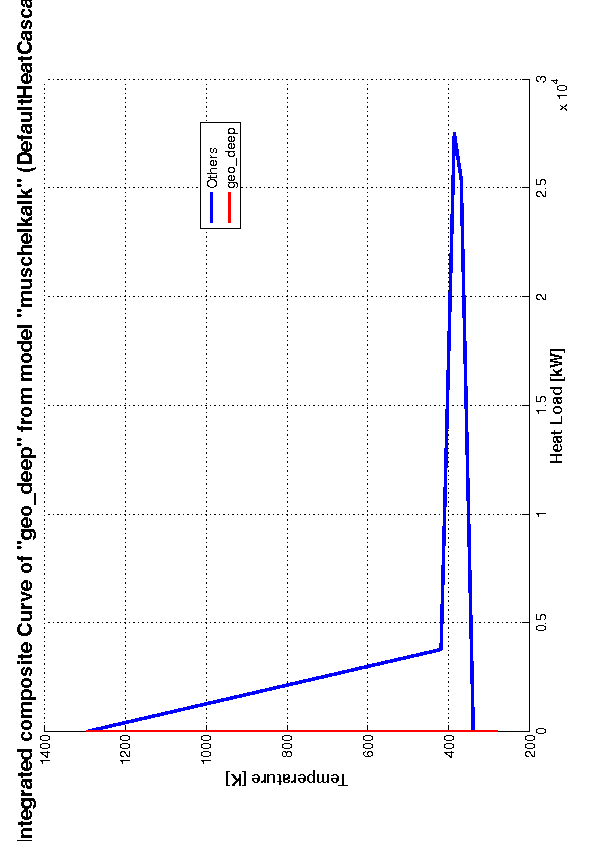 Integrated composite Curve of "geo_deep" from model "muschelkalk" (DefaultHeatCasca
1400
1200
1000
800
600
400
200
Temperature [K]
Others
geo_deep
0
0.5
1
1.5
2
2.5
3
x 10^4
Heat Load [kW]